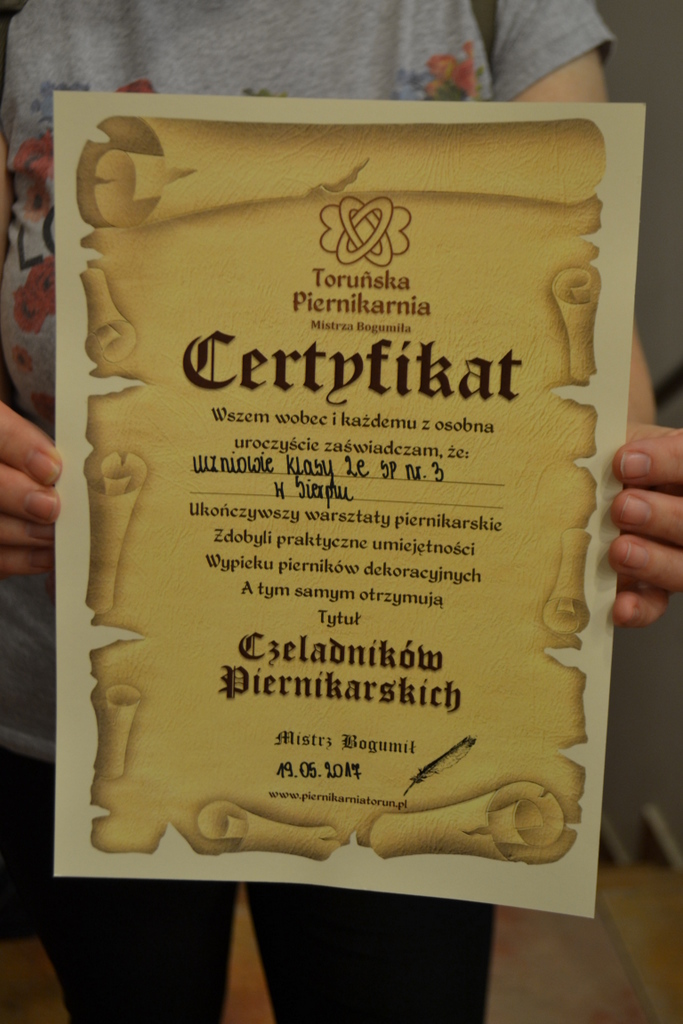 Toruńska
Piernikarnia
Mistrza Bogumiła
Certyfikat
Wszem wobec i każdemu z osobna
uroczyście zaświadczam, że:
uczniowie klasy 2c SP nr. 3
w Sierpcu
Ukończywszy warsztaty piernikarskie
Zdobyli praktyczne umiejętności
Wypieku pierników dekoracyjnych
A tym samym otrzymują
Tytuł
Czeladników
Piernikarskich
Mistrz Bogumił
19.05.2017
www.piernikarniatorun.pl